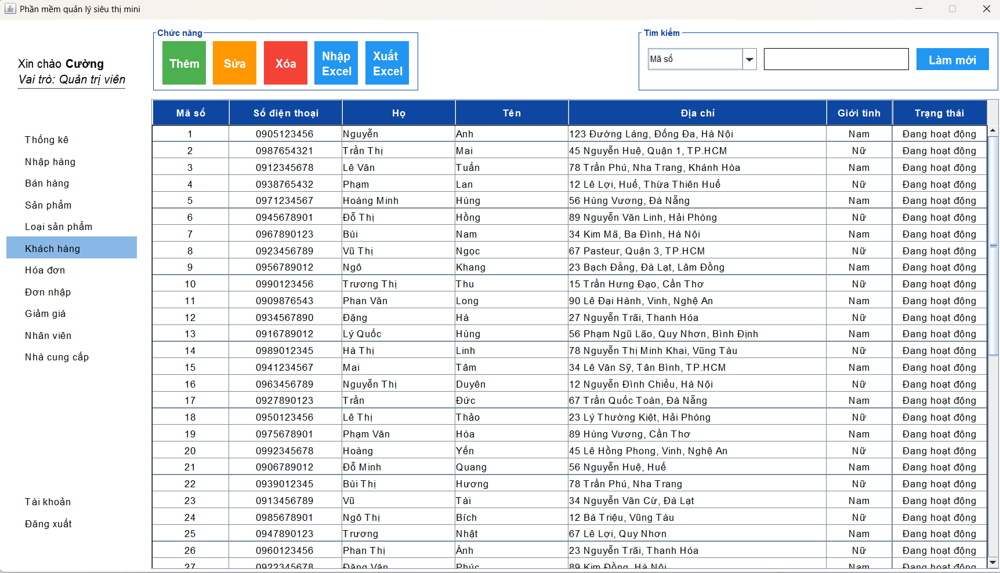 Phần mềm quản lý siêu thị mini
Xin chào Cường
Vai trò: Quản trị viên
Thống kê
Nhập hàng
Bán hàng
Sản phẩm
Loại sản phẩm
Khách hàng
Hóa đơn
Đơn nhập
Giảm giá
Nhân viên
Nhà cung cấp
Tài khoản
Đăng xuất
Chức năng
Thêm Sửa Xóa Nhập Excel Xuất Excel
Tìm kiếm
Mã số Làm mới
Mã số Số điện thoại Họ Tên Địa chỉ Giới tính Trạng thái
1 0905123456 Nguyễn Anh 123 Đường Láng, Đống Đa, Hà Nội Nam Đang hoạt động
2 0987654321 Trần Thị Mai 45 Nguyễn Huệ, Quận 1, TP.HCM Nữ Đang hoạt động
3 0912345678 Lê Văn Tuấn 78 Trần Phú, Nha Trang, Khánh Hòa Nam Đang hoạt động
4 0938765432 Phạm Lan 12 Lê Lợi, Huế, Thừa Thiên Huế Nữ Đang hoạt động
5 0971234567 Hoàng Minh Hùng 56 Hùng Vương, Đà Nẵng Nam Đang hoạt động
6 0945678901 Đỗ Thị Hồng 89 Nguyễn Văn Linh, Hải Phòng Nữ Đang hoạt động
7 0967890123 Bùi Nam 34 Kim Mã, Ba Đình, Hà Nội Nam Đang hoạt động
8 0923456789 Vũ Thị Ngọc 67 Pasteur, Quận 3, TP.HCM Nữ Đang hoạt động
9 0956789012 Ngô Khang 23 Bạch Đằng, Đà Lạt, Lâm Đồng Nam Đang hoạt động
10 0990123456 Trương Thị Thu 15 Trần Hưng Đạo, Cần Thơ Nữ Đang hoạt động
11 0909876543 Phan Văn Long 90 Lê Đại Hành, Vinh, Nghệ An Nam Đang hoạt động
12 0934567890 Đặng Hà 27 Nguyễn Trãi, Thanh Hóa Nữ Đang hoạt động
13 0916789012 Lý Quốc Hùng 56 Phạm Ngũ Lão, Quy Nhơn, Bình Định Nam Đang hoạt động
14 0989012345 Hà Thị Linh 78 Nguyễn Thị Minh Khai, Vũng Tàu Nữ Đang hoạt động
15 0941234567 Mai Tâm 34 Lê Văn Sỹ, Tân Bình, TP.HCM Nam Đang hoạt động
16 0963456789 Nguyễn Thị Duyên 12 Nguyễn Đình Chiểu, Hà Nội Nữ Đang hoạt động
17 0927890123 Trần Đức 67 Trần Quốc Toàn, Đà Nẵng Nam Đang hoạt động
18 0950123456 Lê Thị Thảo 23 Lý Thường Kiệt, Hải Phòng Nữ Đang hoạt động
19 0975678901 Phạm Văn Hòa 89 Hùng Vương, Cần Thơ Nam Đang hoạt động
20 0992345678 Hoàng Yến 45 Lê Hồng Phong, Vinh, Nghệ An Nữ Đang hoạt động
21 0906789012 Đỗ Minh Quang 56 Nguyễn Huệ, Huế Nam Đang hoạt động
22 0939012345 Bùi Thị Hương 78 Trần Phú, Nha Trang Nữ Đang hoạt động
23 0913456789 Vũ Tài 34 Nguyễn Văn Cừ, Đà Lạt Nam Đang hoạt động
24 0985678901 Ngô Thị Bích 12 Bà Triệu, Vũng Tàu Nữ Đang hoạt động
25 0947890123 Trương Nhật 67 Lê Lợi, Quy Nhơn Nam Đang hoạt động
26 0960123456 Phan Thị Ánh 23 Nguyễn Trãi, Thanh Hóa Nữ Đang hoạt động
27 0922345678 Đặng Văn Phúc 89 Kim Đồng, Hà Nội Nam Đang hoạt động